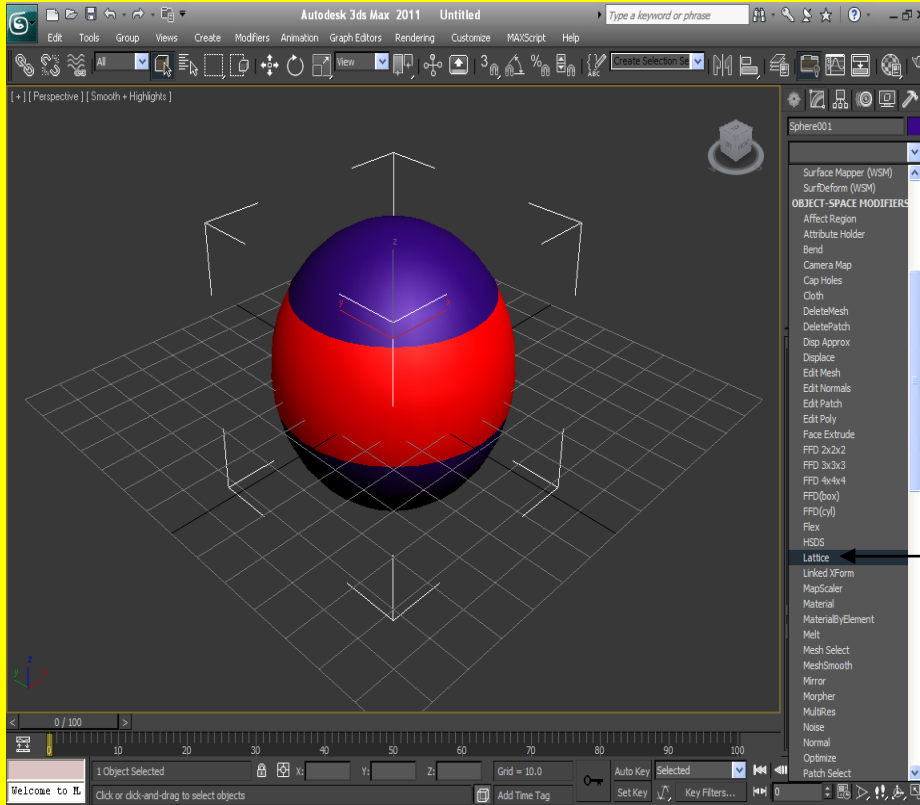 Autodesk 3ds Max 2011 Untitled
Type a keyword or phrase
Edit Tools Group Views Create Modifiers Animation Graph Editors Rendering Customize MAXScript Help
All
View
3
Create Selection Se
[ + ] [ Perspective ] [ Smooth + Highlights ]
Sphere001
Surface Mapper (WSM)
SurfDeform (WSM)
OBJECT-SPACE MODIFIERS
Affect Region
Attribute Holder
Bend
Camera Map
Cap Holes
Cloth
DeleteMesh
DeletePatch
Disp Approx
Displace
Edit Mesh
Edit Normals
Edit Patch
Edit Poly
Face Extrude
FFD 2x2x2
FFD 3x3x3
FFD 4x4x4
FFD(box)
FFD(cyl)
Flex
HSDS
Lattice
Linked XForm
MapScaler
Material
MaterialByElement
Melt
Mesh Select
MeshSmooth
Mirror
Morpher
MultiRes
Noise
Normal
Optimize
Patch Select
z
y x
z
y
0 / 100
0 10 20 30 40 50 60 70 80 90 100
1 Object Selected X: Y: Z: Grid = 10.0 Auto Key Selected
Welcome to M Click or click-and-drag to select objects Add Time Tag Set Key Key Filters... 0